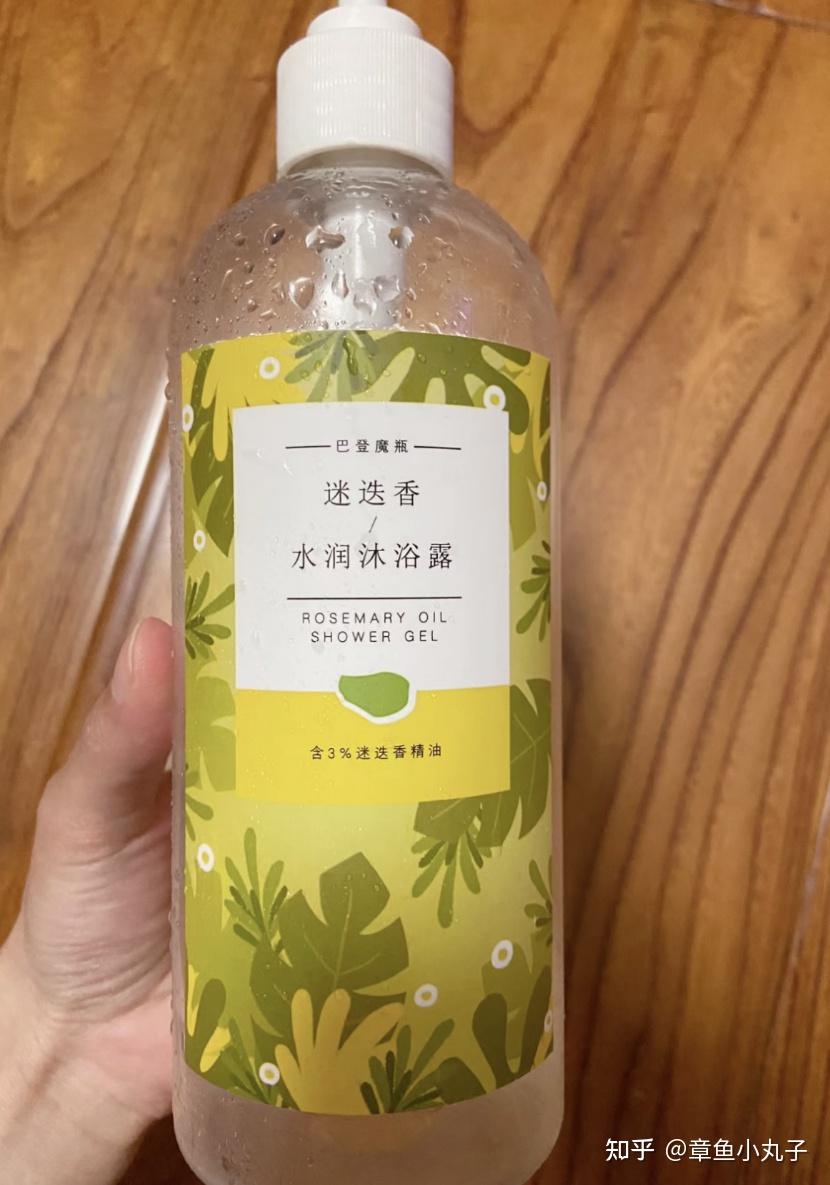 巴登魔瓶
迷迭香
/
水润沐浴露
ROSEMARY OIL
SHOWER GEL
含3%迷迭香精油
知乎 @章鱼小丸子